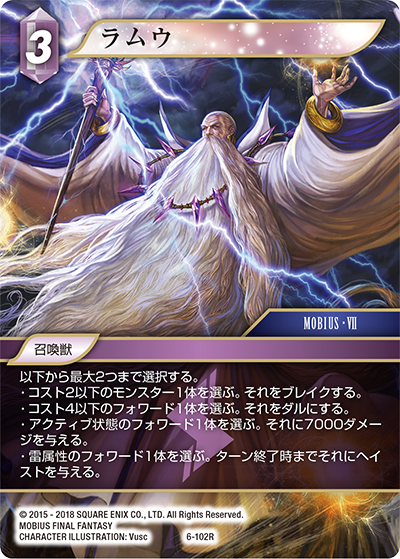 3
ラムウ
MOBIUS・VII
召喚獣
以下から最大2つまで選択する。
・コスト2以下のモンスター1体を選ぶ。それをブレイクする。
・コスト4以下のフォワード1体を選ぶ。それをダルにする。
・アクティブ状態のフォワード1体を選ぶ。それに7000ダメー
ジを与える。
・雷属性のフォワード1体を選ぶ。ターン終了時までそれにヘイ
ストを与える。
© 2015 - 2018 SQUARE ENIX CO., LTD. All Rights Reserved.
MOBIUS FINAL FANTASY
CHARACTER ILLUSTRATION: Vusc 6-102R